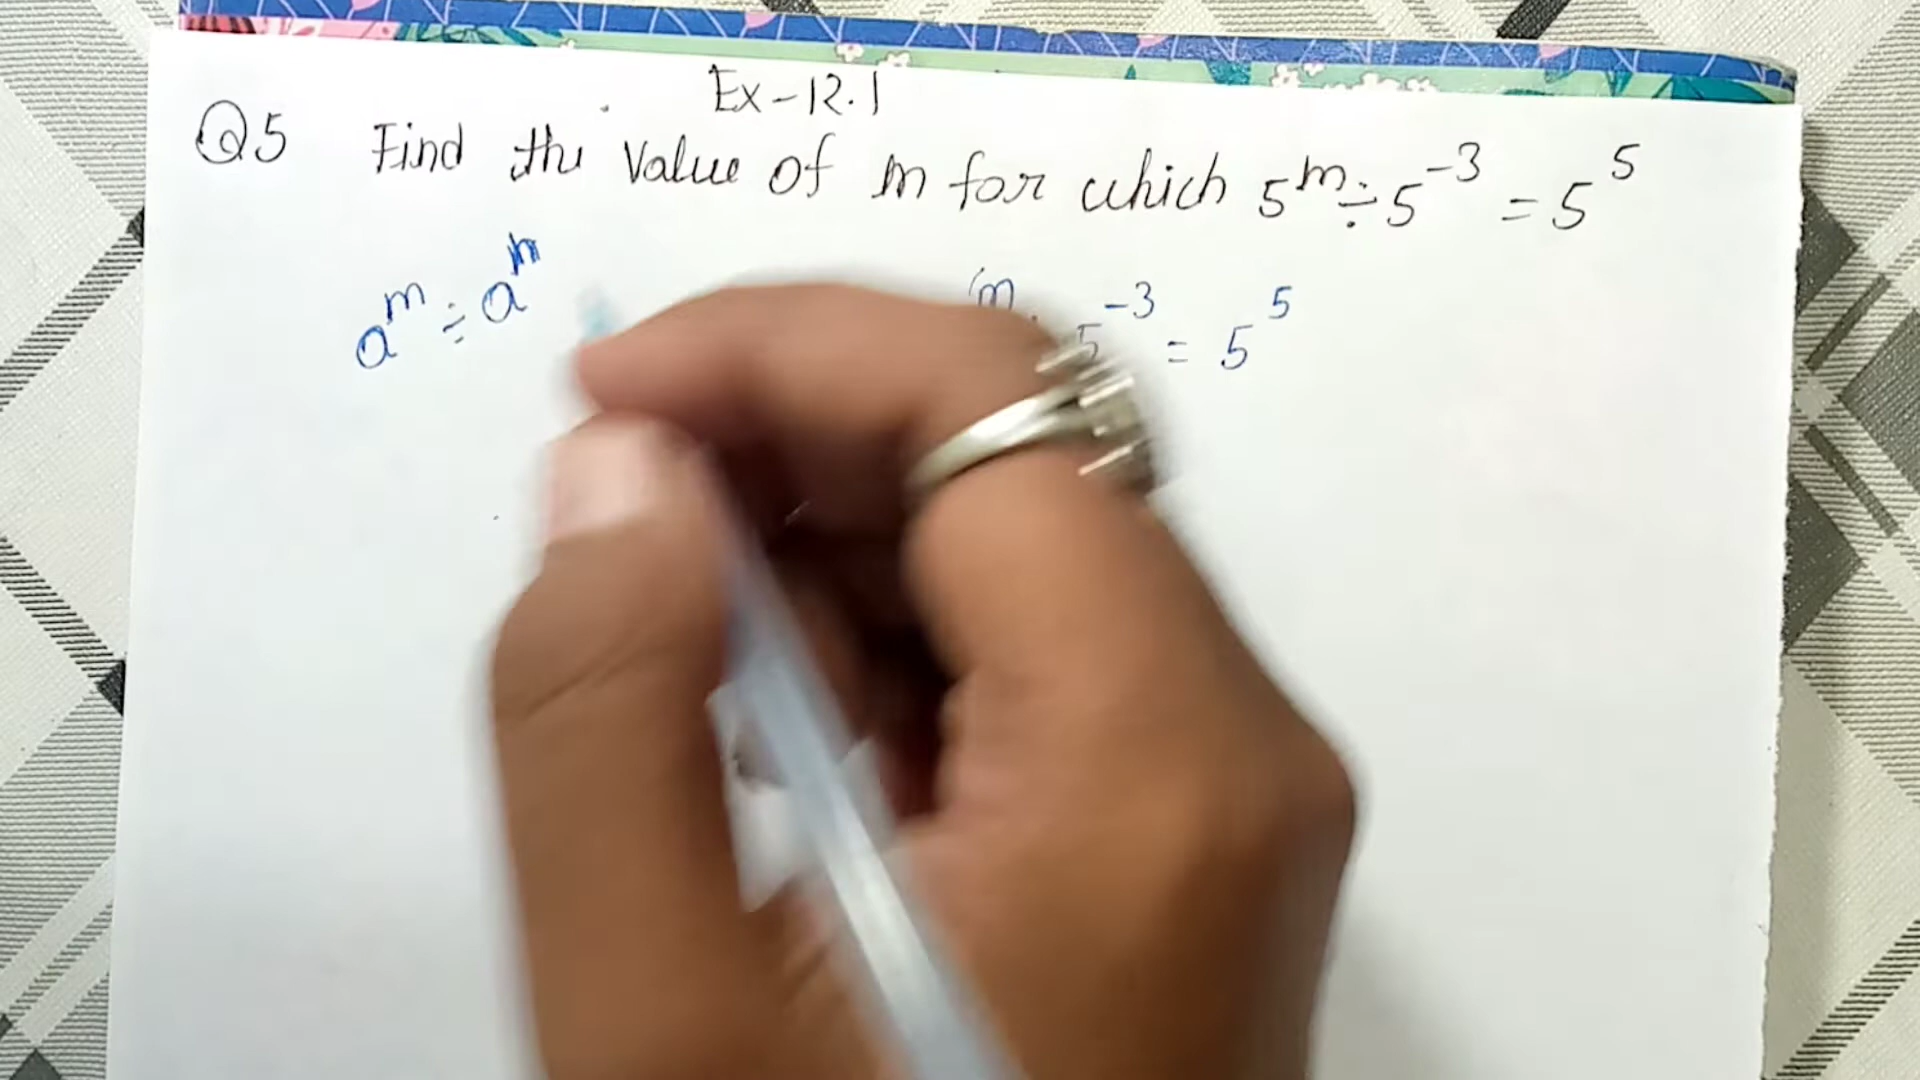 Ex-12.1
Q5 Find the Value of m for which 5^m ÷ 5^-3 = 5^5
a^m ÷ a^n
m 5^-3 = 5^5